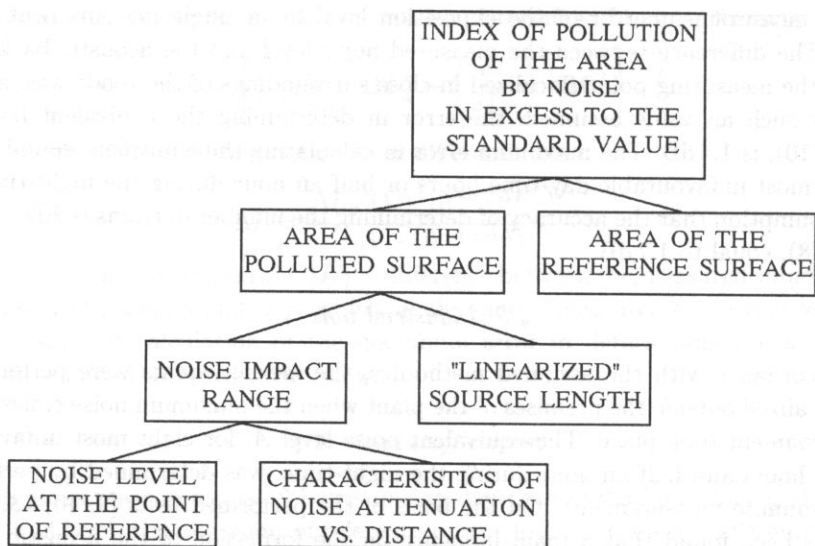 INDEX OF POLLUTION
OF THE AREA
BY NOISE
IN EXCESS TO THE
STANDARD VALUE
AREA OF THE
POLLUTED SURFACE
AREA OF THE
REFERENCE SURFACE
NOISE IMPACT
RANGE
"LINEARIZED"
SOURCE LENGTH
NOISE LEVEL
AT THE POINT
OF REFERENCE
CHARACTERISTICS OF
NOISE ATTENUATION
VS. DISTANCE